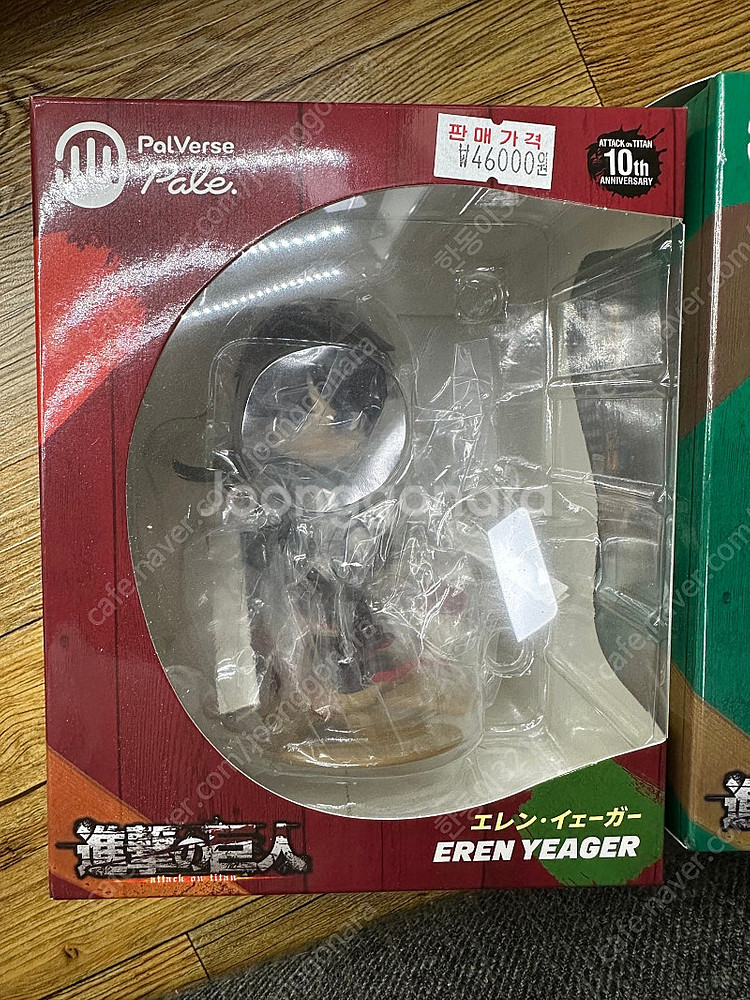 PalVerse
Pale.
판매가격
₩46000원
ATTACK ON TITAN
10th
ANNIVERSARY
Joonggonara
エレン・イェーガー
EREN YEAGER
進撃の巨人
attack on titan